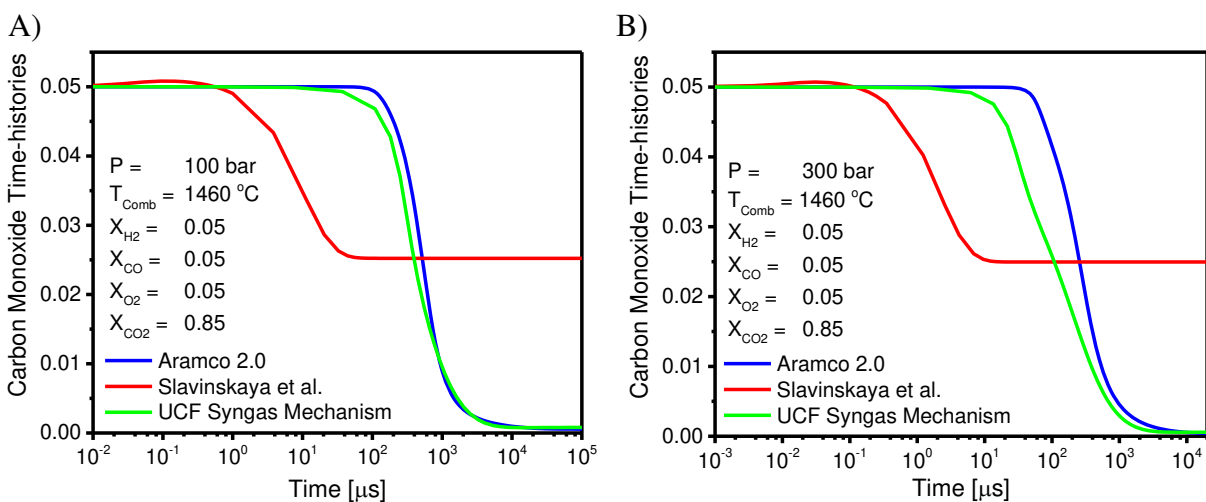 A)
Carbon Monoxide Time-histories
0.05
0.04
0.03
0.02
0.01
0.00
P = 100 bar
T_Comb = 1460 °C
X_H2 = 0.05
X_CO = 0.05
X_O2 = 0.05
X_CO2 = 0.85
Aramco 2.0
Slavinskaya et al.
UCF Syngas Mechanism
10^-2 10^-1 10^0 10^1 10^2 10^3 10^4 10^5
Time [μs]
B)
Carbon Monoxide Time-histories
0.05
0.04
0.03
0.02
0.01
0.00
P = 300 bar
T_Comb = 1460 °C
X_H2 = 0.05
X_CO = 0.05
X_O2 = 0.05
X_CO2 = 0.85
Aramco 2.0
Slavinskaya et al.
UCF Syngas Mechanism
10^-3 10^-2 10^-1 10^0 10^1 10^2 10^3 10^4
Time [μs]